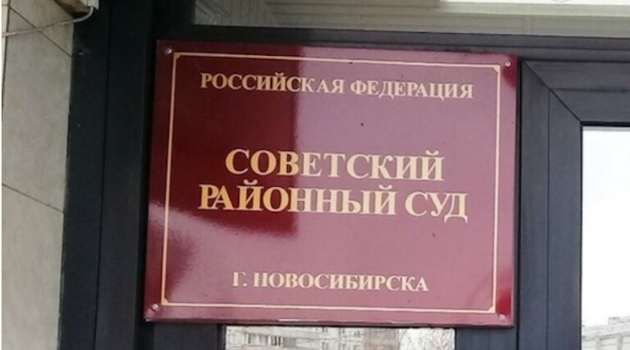 РОССИЙСКАЯ ФЕДЕРАЦИЯ
СОВЕТСКИЙ
РАЙОННЫЙ СУД
Г. НОВОСИБИРСКА